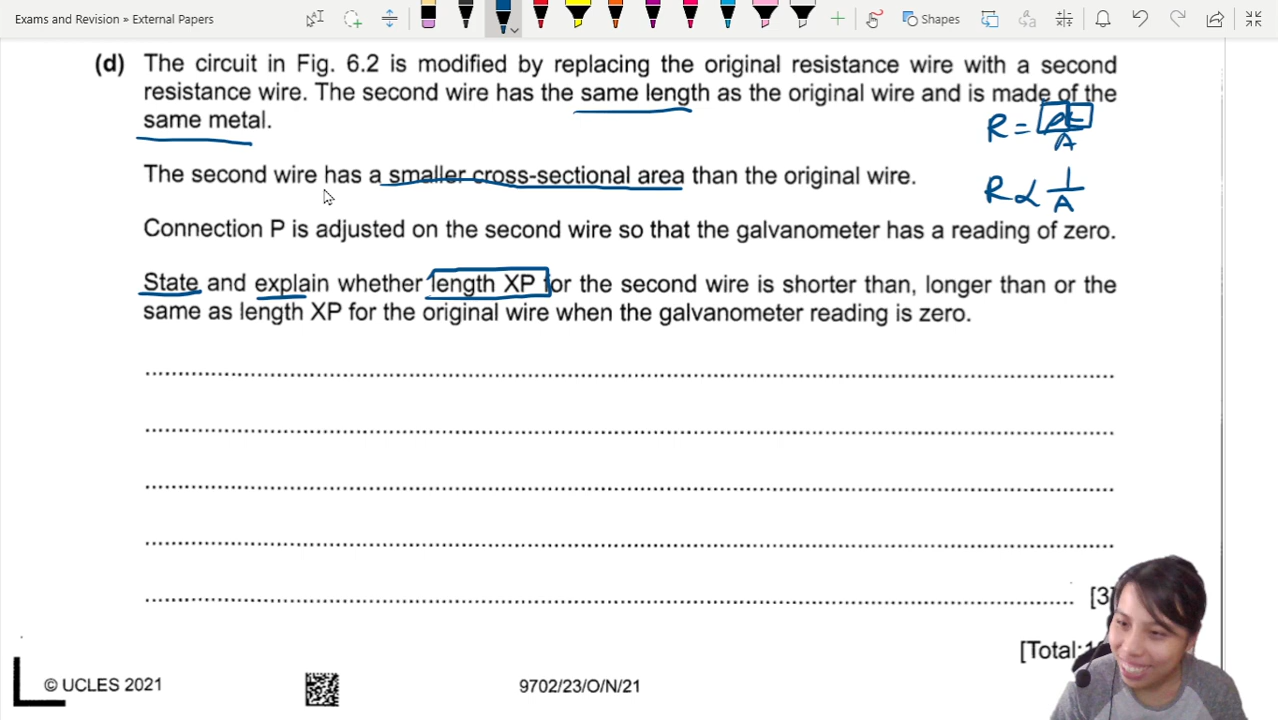 Exams and Revision » External Papers
Shapes
(d) The circuit in Fig. 6.2 is modified by replacing the original resistance wire with a second
resistance wire. The second wire has the same length as the original wire and is made of the
same metal.
R = ρL
A
The second wire has a smaller cross-sectional area than the original wire.
R ∝ 1
A
Connection P is adjusted on the second wire so that the galvanometer has a reading of zero.
State and explain whether length XP for the second wire is shorter than, longer than or the
same as length XP for the original wire when the galvanometer reading is zero.
[3]
[Total:
© UCLES 2021
9702/23/O/N/21